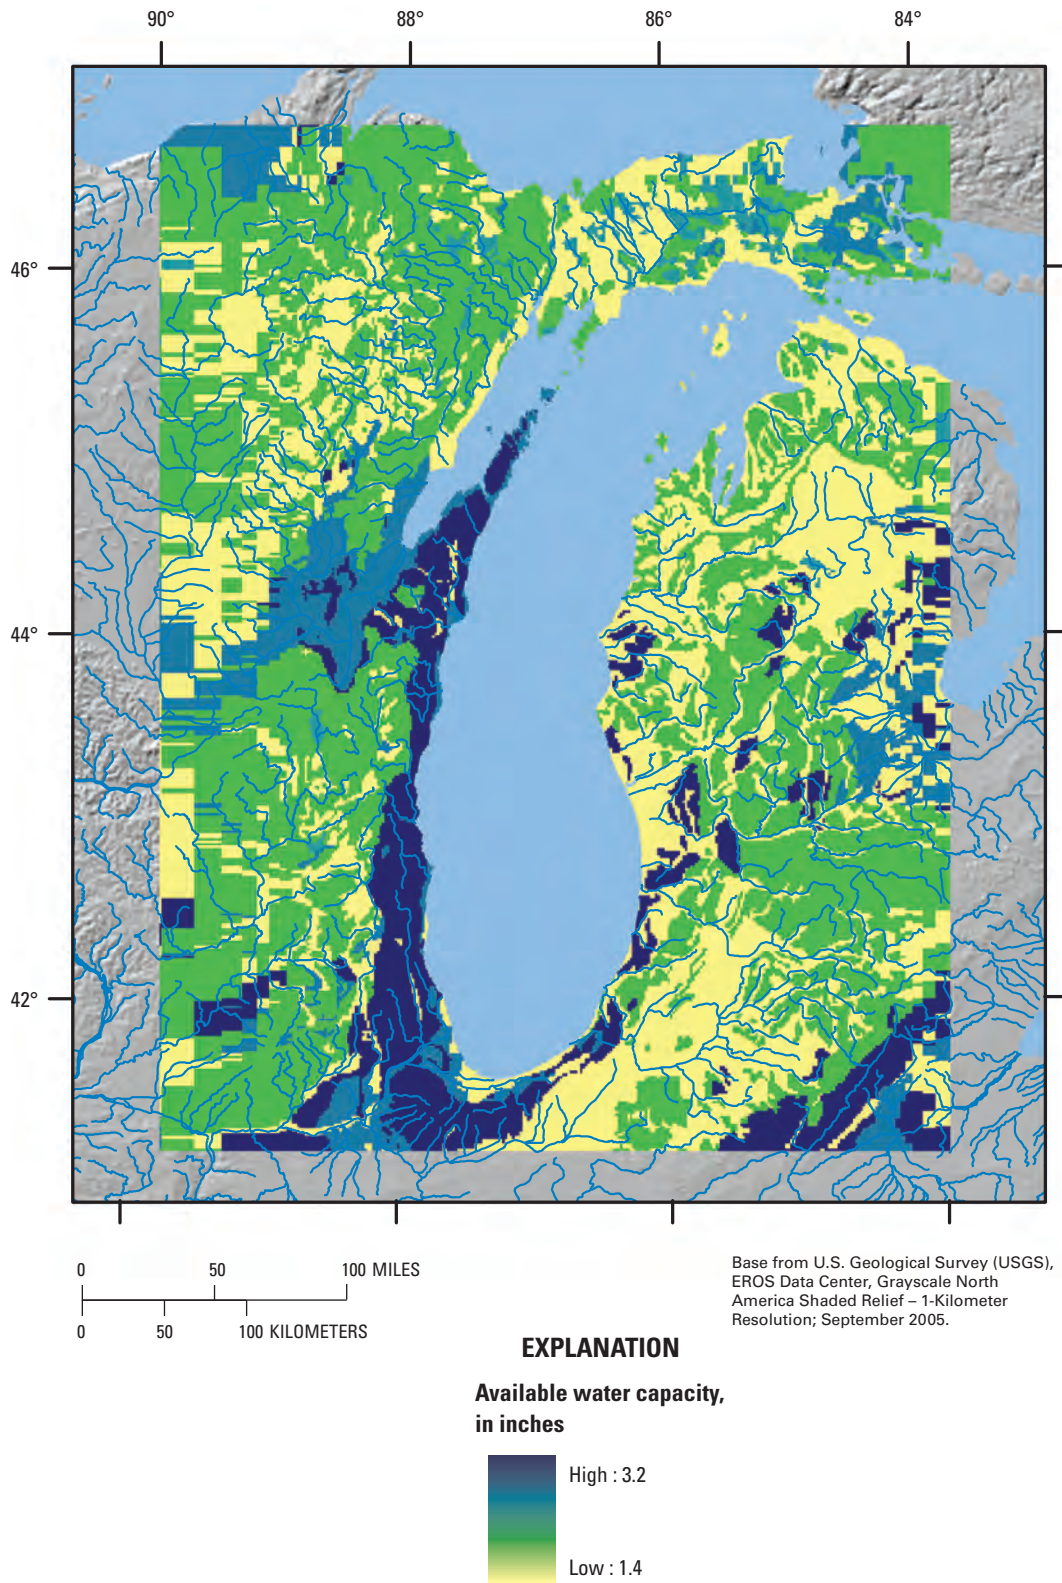 90°
88°
86°
84°
46°
44°
42°
0
50
100 MILES
0
50
100 KILOMETERS
Base from U.S. Geological Survey (USGS),
EROS Data Center, Grayscale North
America Shaded Relief – 1-Kilometer
Resolution; September 2005.
EXPLANATION
Available water capacity,
in inches
High : 3.2
Low : 1.4